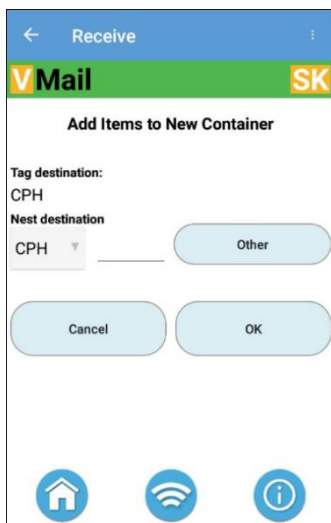 Receive
VMail SK
Add Items to New Container
Tag destination:
CPH
Nest destination
CPH Other
Cancel OK